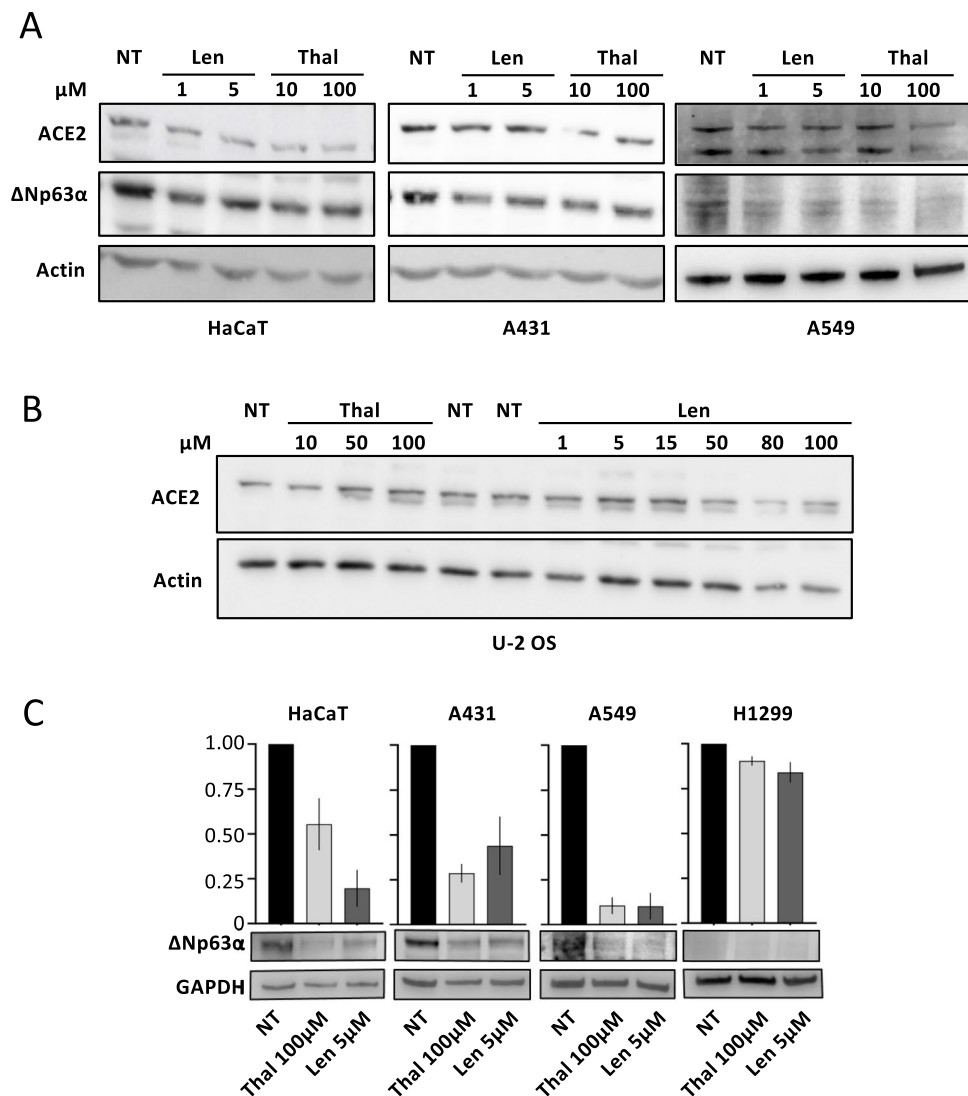 A
NT Len Thal NT Len Thal NT Len Thal
μM 1 5 10 100 1 5 10 100 1 5 10 100
ACE2
ΔNp63α
Actin
HaCaT A431 A549
B
NT Thal NT NT Len
μM 10 50 100 1 5 15 50 80 100
ACE2
Actin
U-2 OS
C
HaCaT A431 A549 H1299
1.00
0.75
0.50
0.25
0
ΔNp63α
GAPDH
NT Thal 100μM Len 5μM NT Thal 100μM Len 5μM NT Thal 100μM Len 5μM NT Thal 100μM Len 5μM